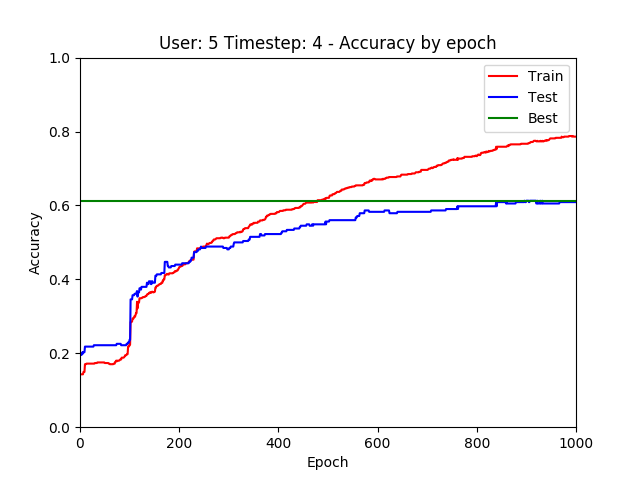 User: 5 Timestep: 4 - Accuracy by epoch
1.0
0.8
0.6
0.4
0.2
0.0
Accuracy
Train
Test
Best
0 200 400 600 800 1000
Epoch